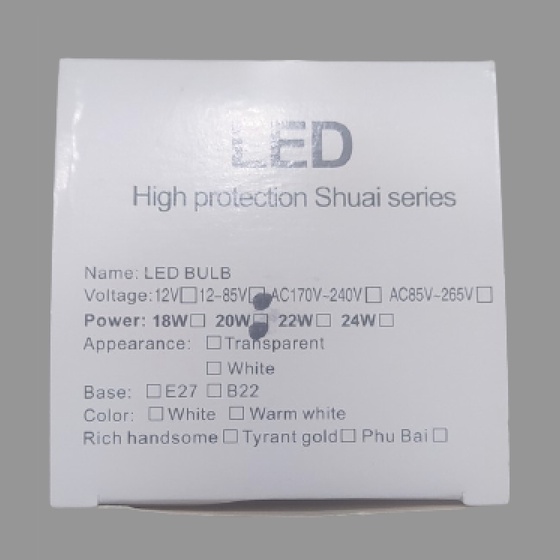 LED
High protection Shuai series
Name: LED BULB
Voltage:12V□12-85V□AC170V-240V□ AC85V-265V□
Power: 18W□ 20W□ 22W□ 24W□
Appearance: □Transparent
□ White
Base: □E27 □B22
Color: □White □ Warm white
Rich handsome□Tyrant gold□ Phu Bai□